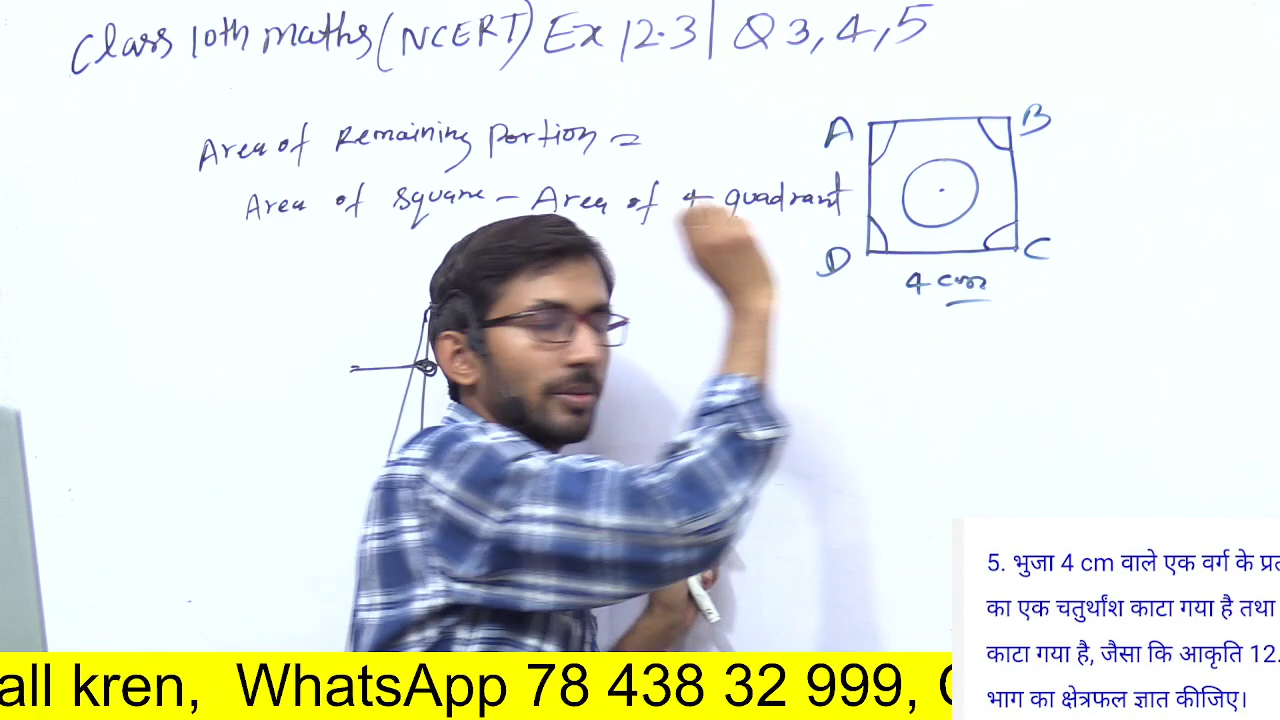 Class 10th maths (NCERT) Ex 12.3 | Q 3, 4, 5
Area of Remaining portion =
Area of square - Area of 4 quadrant
A
B
D
C
4 cm
5. भुजा 4 cm वाले एक वर्ग के
का एक चतुर्थांश काटा गया है तथा
काटा गया है, जैसा कि आकृति 12.
भाग का क्षेत्रफल ज्ञात कीजिए।
all kren, WhatsApp 78 438 32 999,